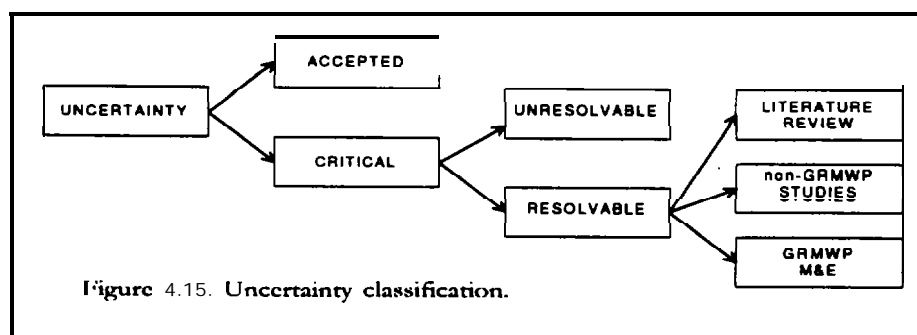 ACCEPTED
UNCERTAINTY
UNRESOLVABLE
LITERATURE
REVIEW
CRITICAL
non-GRMWP
STUDIES
RESOLVABLE
GRMWP
M&E
Figure 4.15. Uncertainty classification.